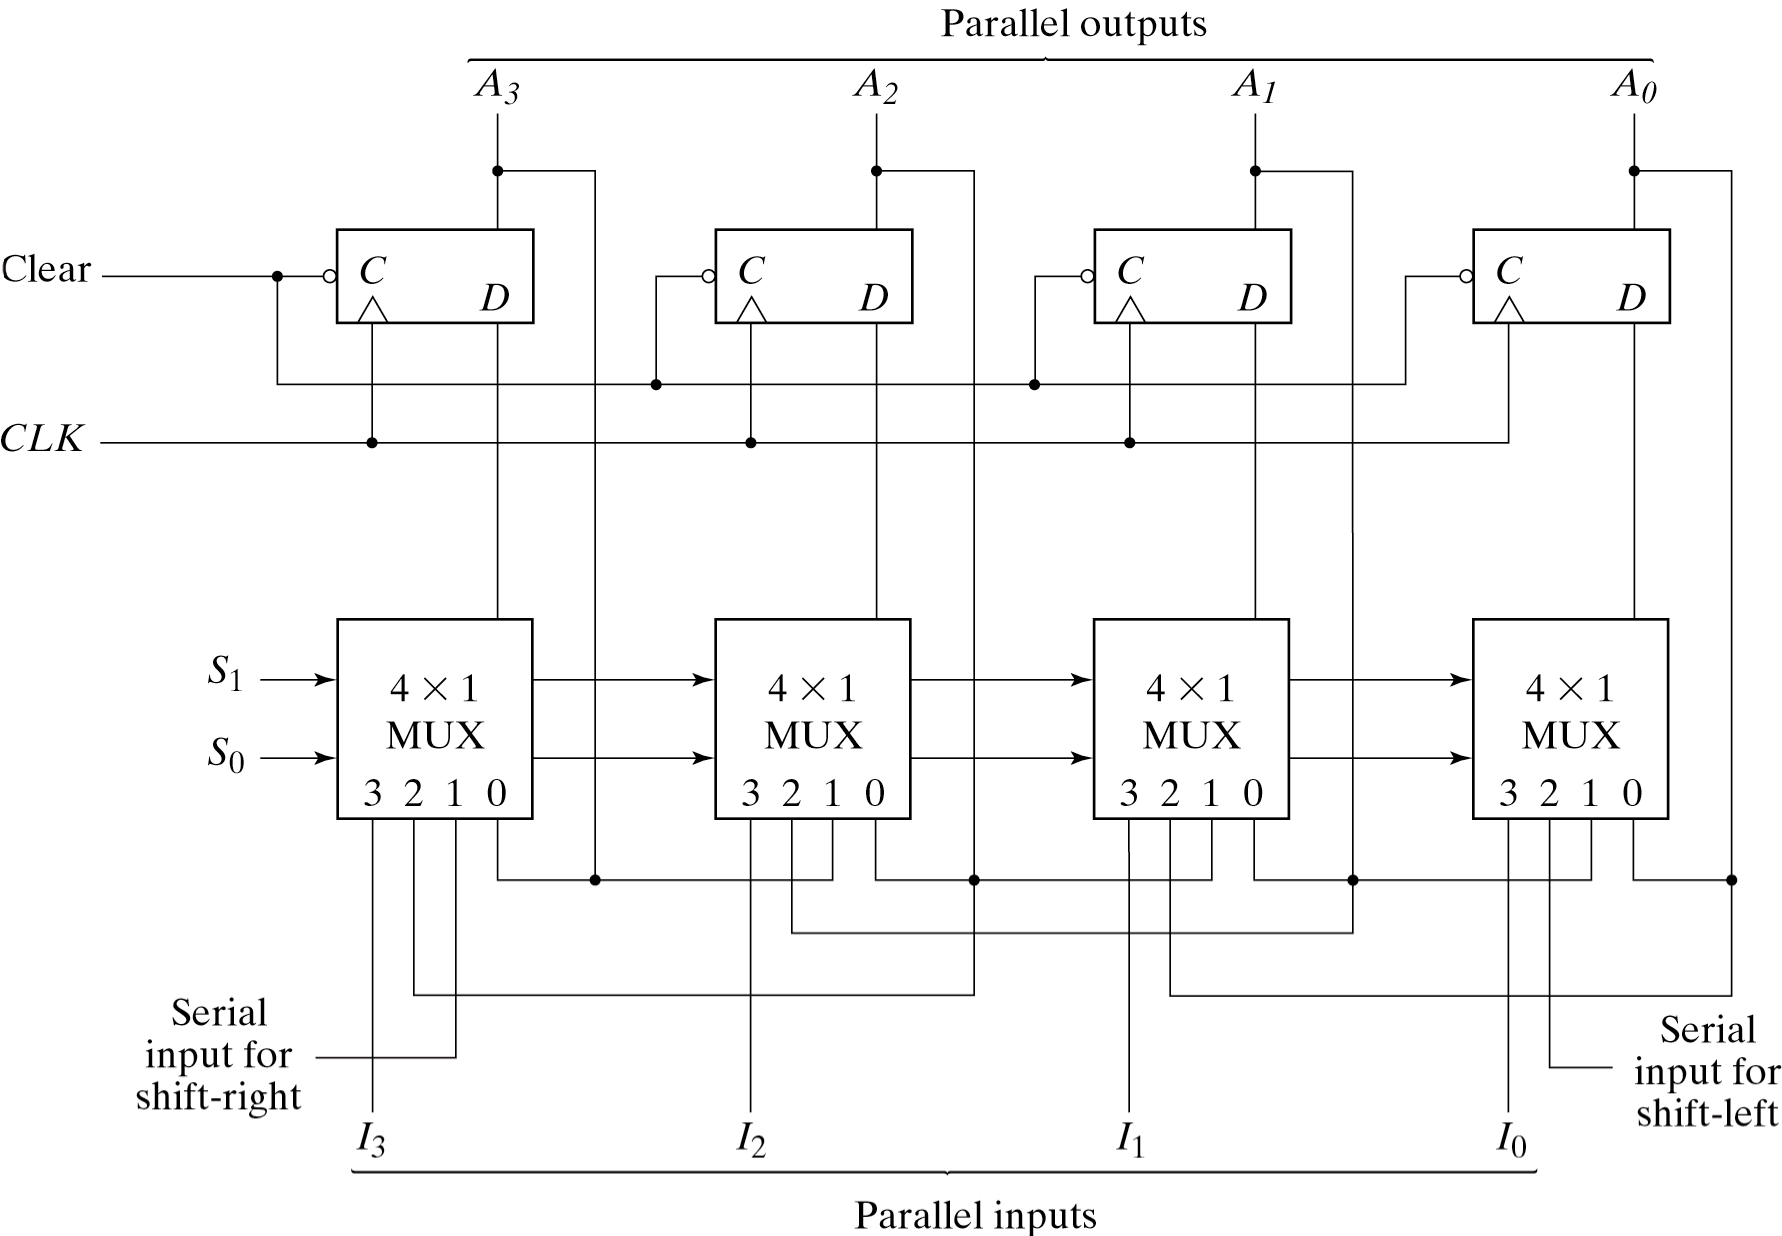 Parallel outputs
A₃ A₂ A₁ A₀
Clear C D C D C D C D
CLK
S₁ 4 × 1 4 × 1 4 × 1 4 × 1
S₀ MUX MUX MUX MUX
3 2 1 0 3 2 1 0 3 2 1 0 3 2 1 0
Serial
input for
shift-right
Serial
input for
shift-left
I₃ I₂ I₁ I₀
Parallel inputs